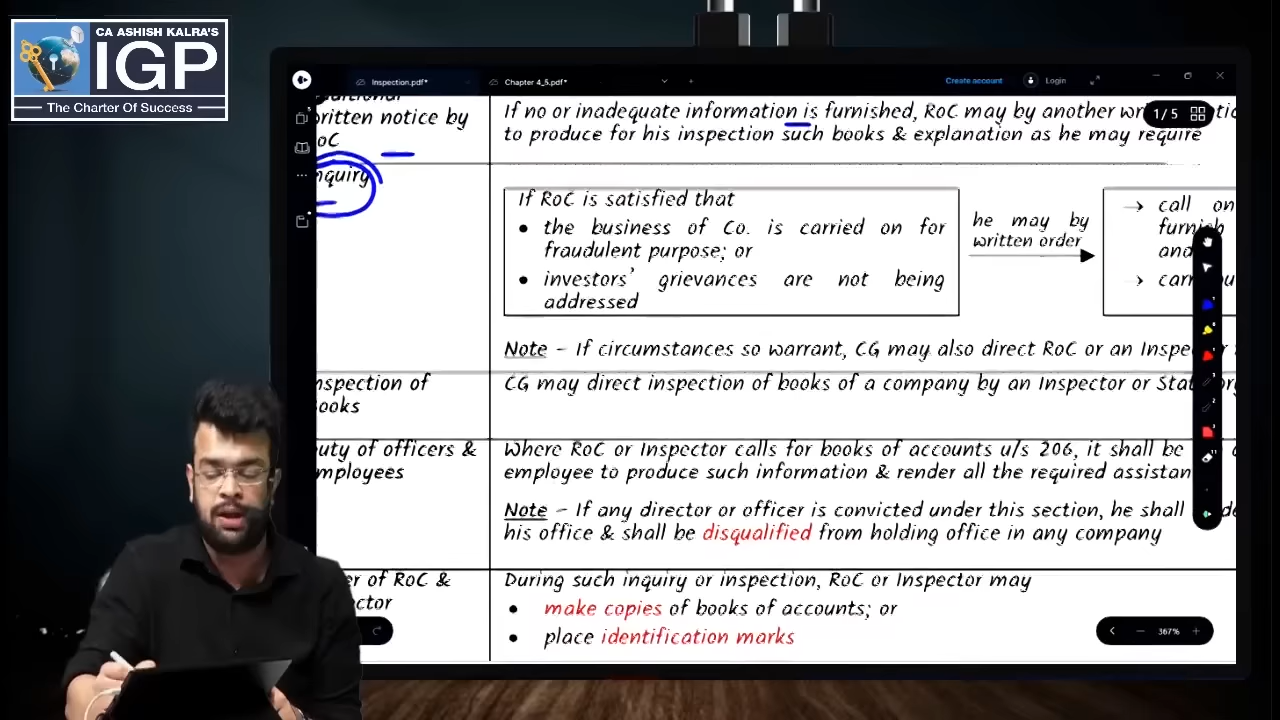 CA ASHISH KALRA'S
IGP
The Charter Of Success
Inspection.pdf*
Chapter 4_5.pdf*
Create account
Login
written notice by
If no or inadequate information is furnished, RoC may by another
to produce for his inspection such books & explanation as he may require
1/5
If RoC is satisfied that
the business of Co. is carried on for
fraudulent purpose; or
investors' grievances are not being
addressed
he may by
written order
call on
furnish
and
Note - If circumstances so warrant, CG may also direct RoC or an
nspection of
ooks
CG may direct inspection of books of a company by an Inspector or
uty of officers &
mployees
Where RoC or Inspector calls for books of accounts u/s 206, it shall be
employee to produce such information & render all the required
Note - If any director or officer is convicted under this section, he shall
his office & shall be disqualified from holding office in any company
er of RoC &
ctor
During such inquiry or inspection, RoC or Inspector may
make copies of books of accounts; or
place identification marks
367%